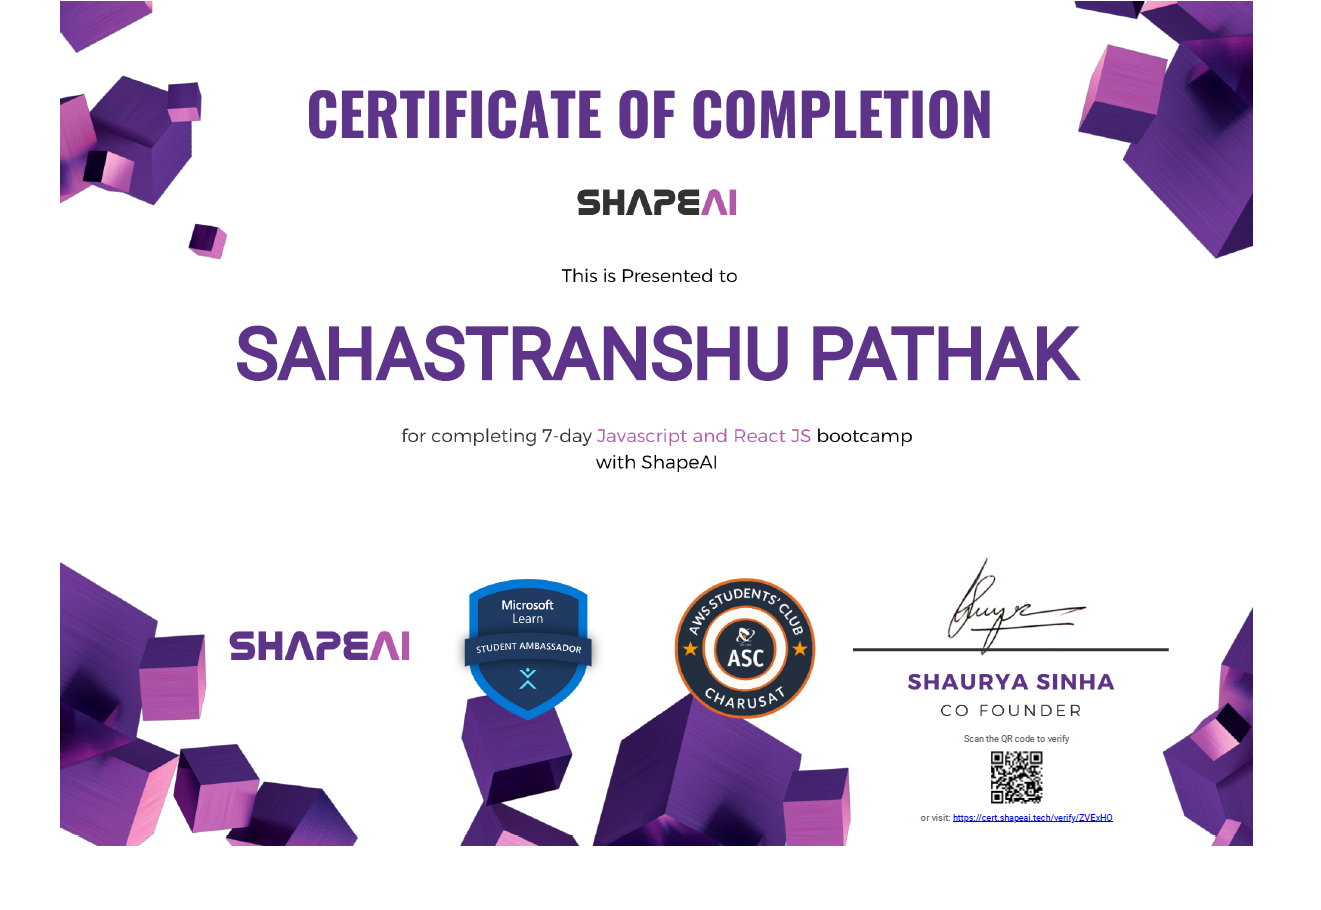 CERTIFICATE OF COMPLETION
SHAPEAI
This is Presented to
SAHASTRANSHU PATHAK
for completing 7-day Javascript and React JS bootcamp
with ShapeAI
SHAPEAI
Microsoft
Learn
STUDENT AMBASSADOR
AWS STUDENTS' CLUB
ASC
CHARUSAT
SHAURYA SINHA
CO FOUNDER
Scan the QR code to verify
or visit: https://cert.shapeai.tech/verify/ZVExHO